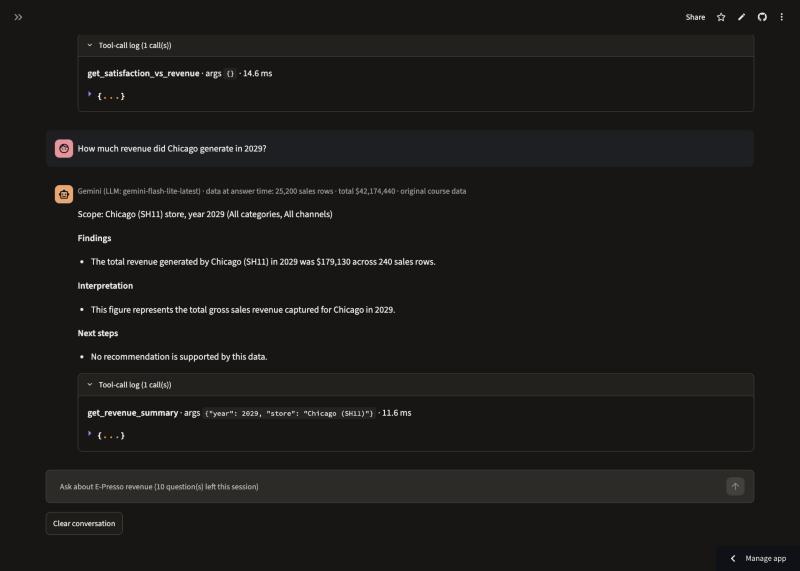 Share
Tool-call log (1 call(s))
get_satisfaction_vs_revenue · args {} · 14.6 ms
{...}
How much revenue did Chicago generate in 2029?
Gemini (LLM: gemini-flash-lite-latest) · data at answer time: 25,200 sales rows · total $42,174,440 · original course data
Scope: Chicago (SH11) store, year 2029 (All categories, All channels)
Findings
• The total revenue generated by Chicago (SH11) in 2029 was $179,130 across 240 sales rows.
Interpretation
• This figure represents the total gross sales revenue captured for Chicago in 2029.
Next steps
• No recommendation is supported by this data.
Tool-call log (1 call(s))
get_revenue_summary · args {"year": 2029, "store": "Chicago (SH11)"} · 11.6 ms
{...}
Ask about E-Presso revenue (10 question(s) left this session)
Clear conversation
Manage app